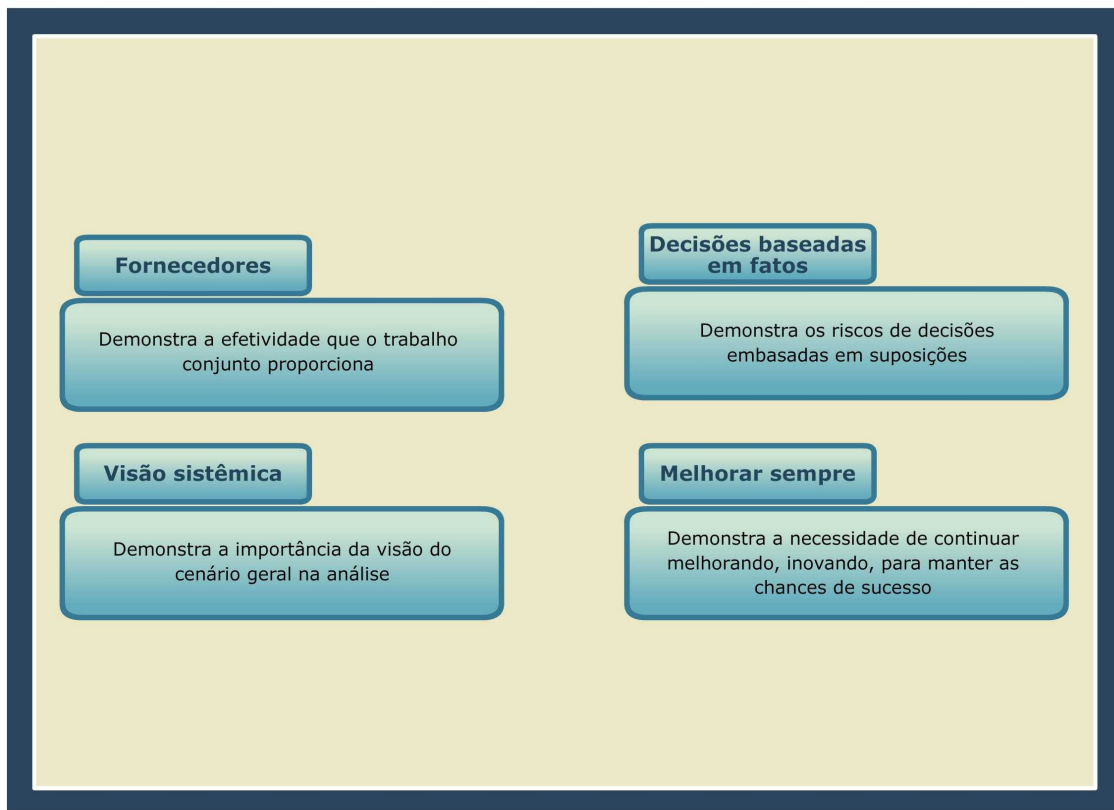 Fornecedores
Demonstra a efetividade que o trabalho
conjunto proporciona
Decisões baseadas
em fatos
Demonstra os riscos de decisões
embasadas em suposições
Visão sistêmica
Demonstra a importância da visão do
cenário geral na análise
Melhorar sempre
Demonstra a necessidade de continuar
melhorando, inovando, para manter as
chances de sucesso